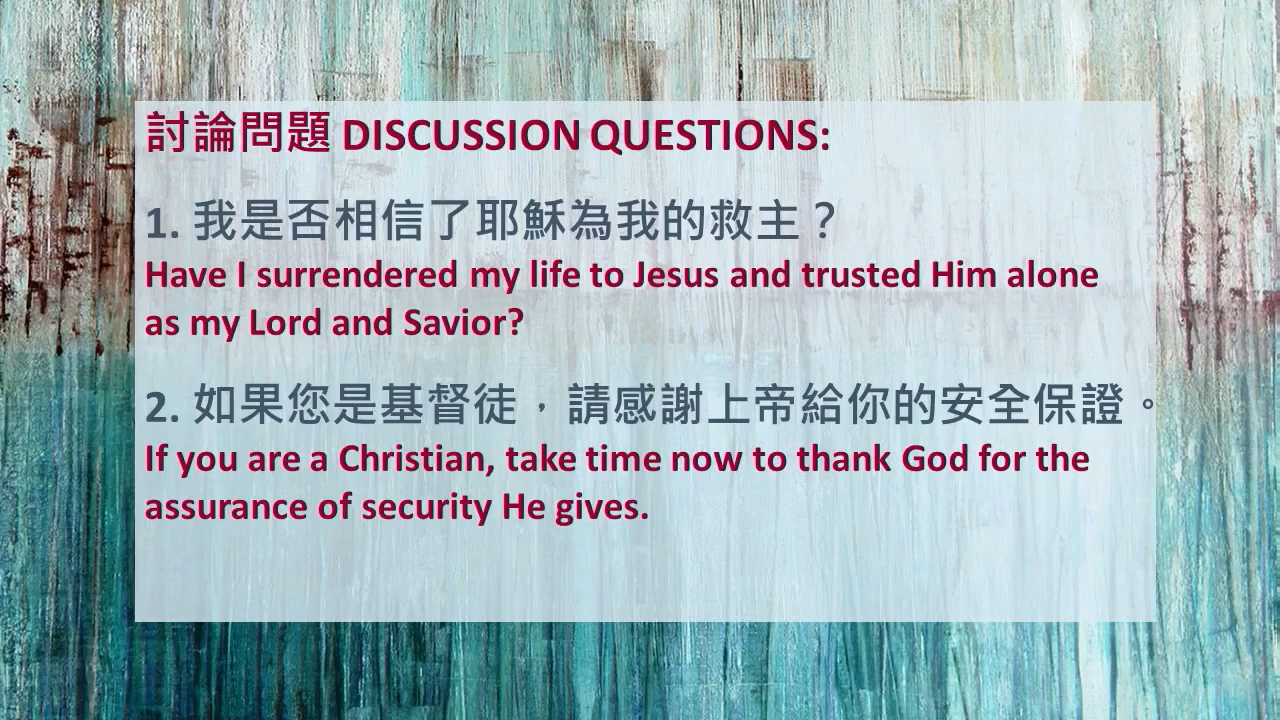 討論問題 DISCUSSION QUESTIONS:
1. 我是否相信了耶穌為我的救主？
Have I surrendered my life to Jesus and trusted Him alone
as my Lord and Savior?
2. 如果您是基督徒，請感謝上帝給你的安全保證。
If you are a Christian, take time now to thank God for the
assurance of security He gives.